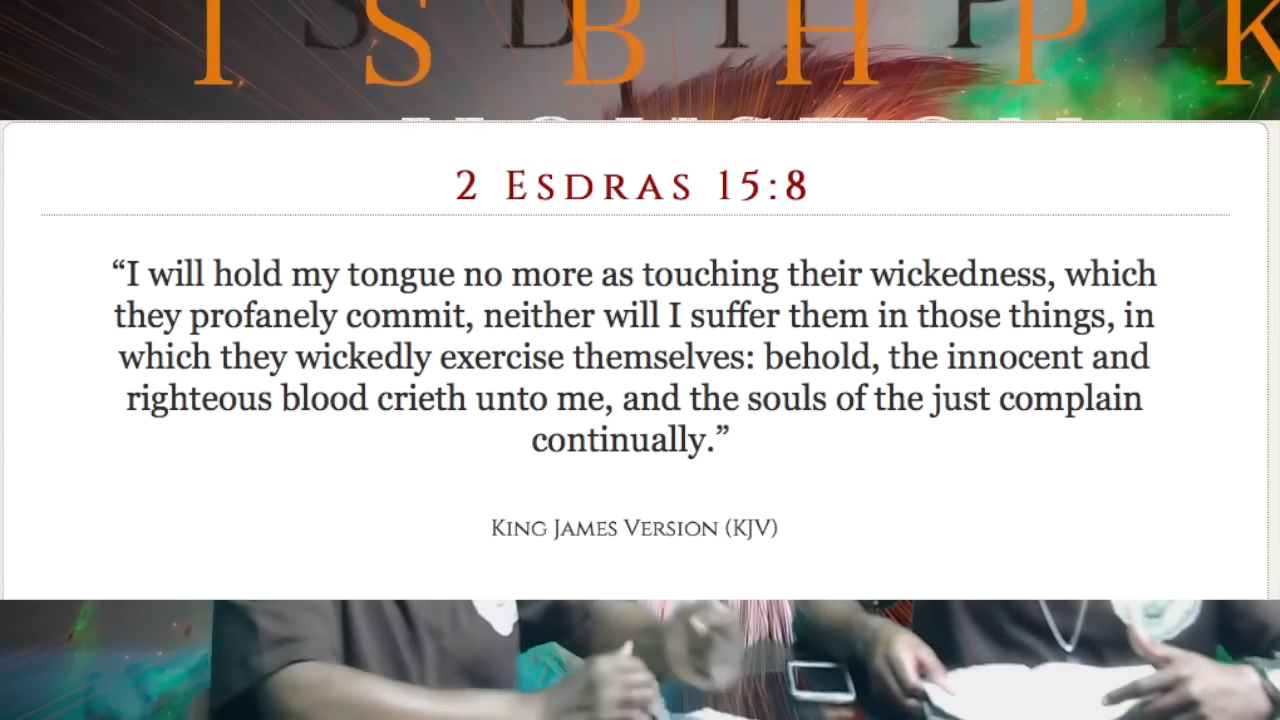 I S B H P K
2 ESDRAS 15:8
“I will hold my tongue no more as touching their wickedness, which
they profanely commit, neither will I suffer them in those things, in
which they wickedly exercise themselves: behold, the innocent and
righteous blood crieth unto me, and the souls of the just complain
continually.”
KING JAMES VERSION (KJV)